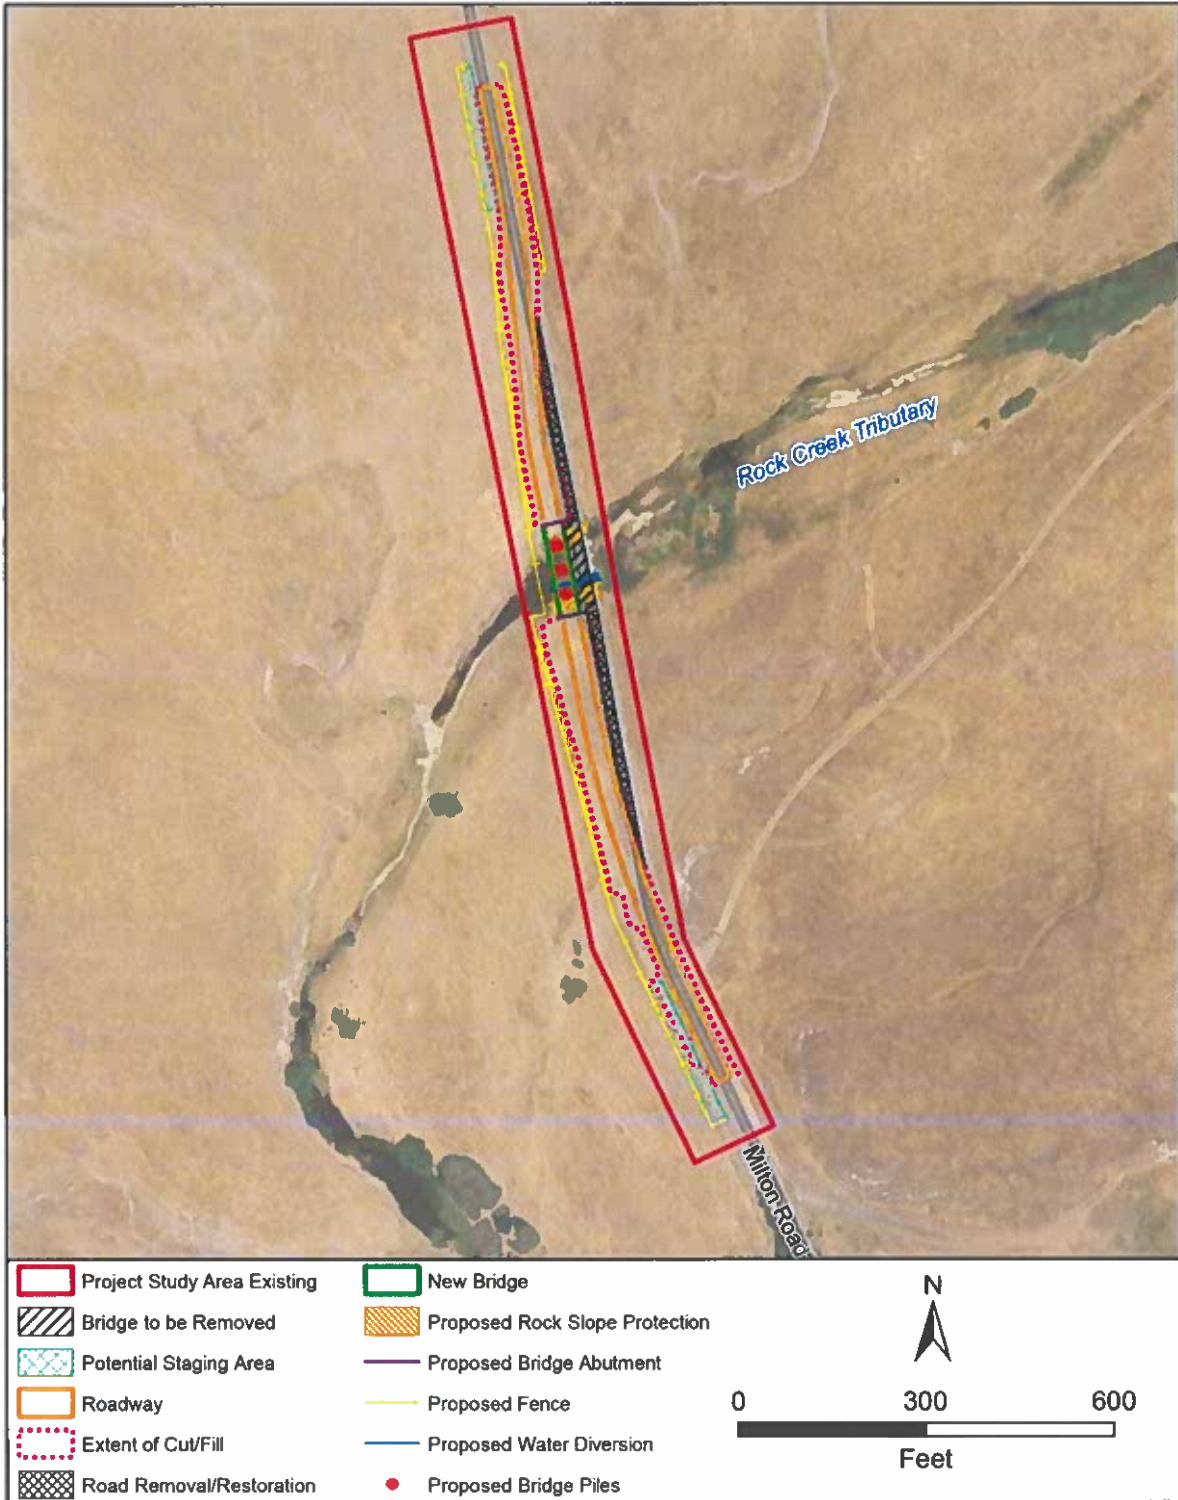 Rock Creek Tributary
Milton Road
Project Study Area Existing
Bridge to be Removed
Potential Staging Area
Roadway
Extent of Cut/Fill
Road Removal/Restoration
New Bridge
Proposed Rock Slope Protection
Proposed Bridge Abutment
Proposed Fence
Proposed Water Diversion
Proposed Bridge Piles
N
0 300 600
Feet